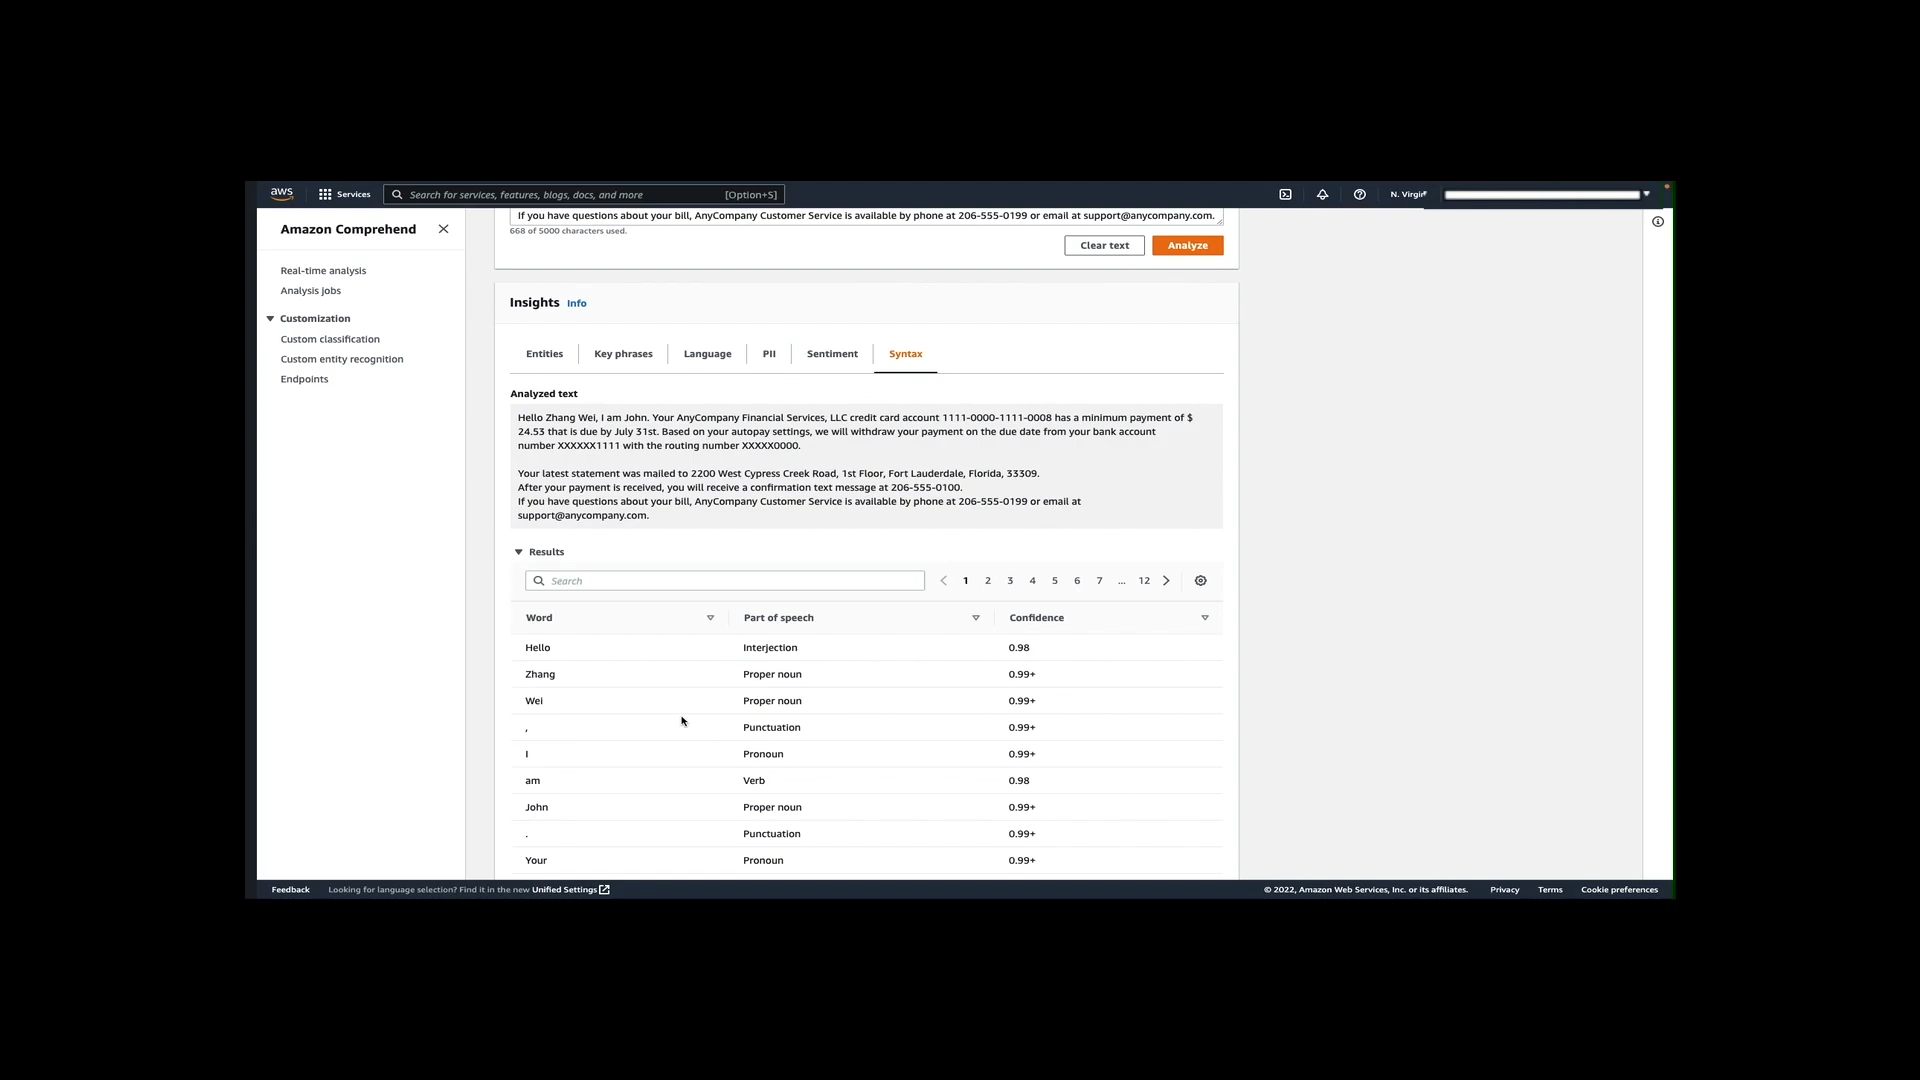 aws Services Search for services, features, blogs, docs, and more [Option+S]
Amazon Comprehend
Real-time analysis
Analysis jobs
Customization
Custom classification
Custom entity recognition
Endpoints
If you have questions about your bill, AnyCompany Customer Service is available by phone at 206-555-0199 or email at support@anycompany.com.
668 of 5000 characters used.
Clear text Analyze
Insights Info
Entities Key phrases Language PII Sentiment Syntax
Analyzed text
Hello Zhang Wei, I am John. Your AnyCompany Financial Services, LLC credit card account 1111-0000-1111-0008 has a minimum payment of $
24.53 that is due by July 31st. Based on your autopay settings, we will withdraw your payment on the due date from your bank account
number XXXXXX1111 with the routing number XXXXX0000.
Your latest statement was mailed to 2200 West Cypress Creek Road, 1st Floor, Fort Lauderdale, Florida, 33309.
After your payment is received, you will receive a confirmation text message at 206-555-0100.
If you have questions about your bill, AnyCompany Customer Service is available by phone at 206-555-0199 or email at
support@anycompany.com.
Results
Search 1 2 3 4 5 6 7 ... 12
Word Part of speech Confidence
Hello Interjection 0.98
Zhang Proper noun 0.99+
Wei Proper noun 0.99+
, Punctuation 0.99+
I Pronoun 0.99+
am Verb 0.98
John Proper noun 0.99+
. Punctuation 0.99+
Your Pronoun 0.99+
Feedback Looking for language selection? Find it in the new Unified Settings © 2022, Amazon Web Services, Inc. or its affiliates. Privacy Terms Cookie preferences